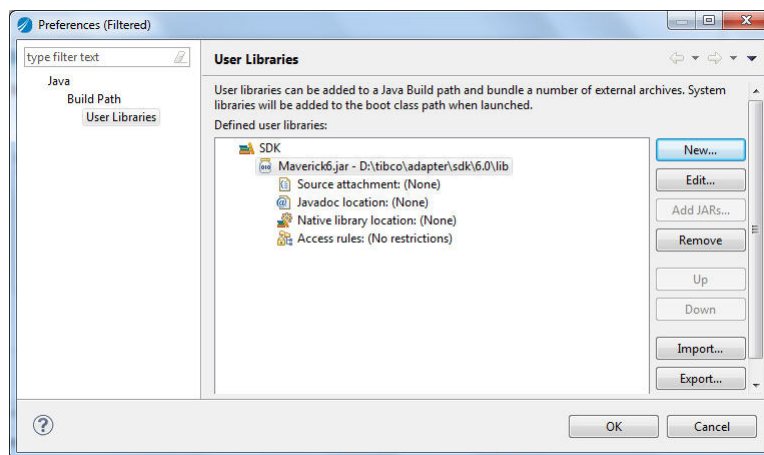 Preferences (Filtered)
type filter text
Java
Build Path
User Libraries
User Libraries
User libraries can be added to a Java Build path and bundle a number of external archives. System
libraries will be added to the boot class path when launched.
Defined user libraries:
SDK
Maverick6.jar - D:\tibco\adapter\sdk\6.0\lib
Source attachment: (None)
Javadoc location: (None)
Native library location: (None)
Access rules: (No restrictions)
New...
Edit...
Add JARs...
Remove
Up
Down
Import...
Export...
OK
Cancel